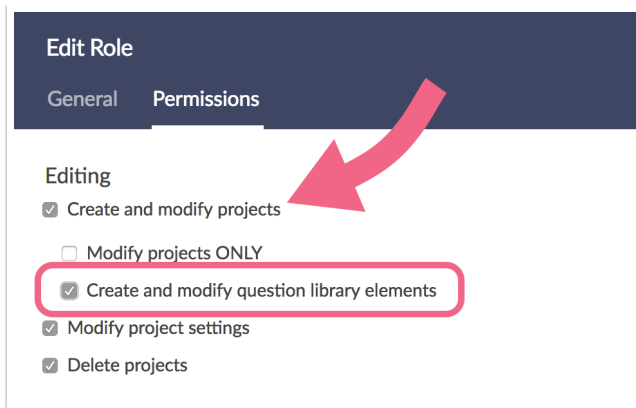 Edit Role
General Permissions
Editing
Create and modify projects
Modify projects ONLY
Create and modify question library elements
Modify project settings
Delete projects